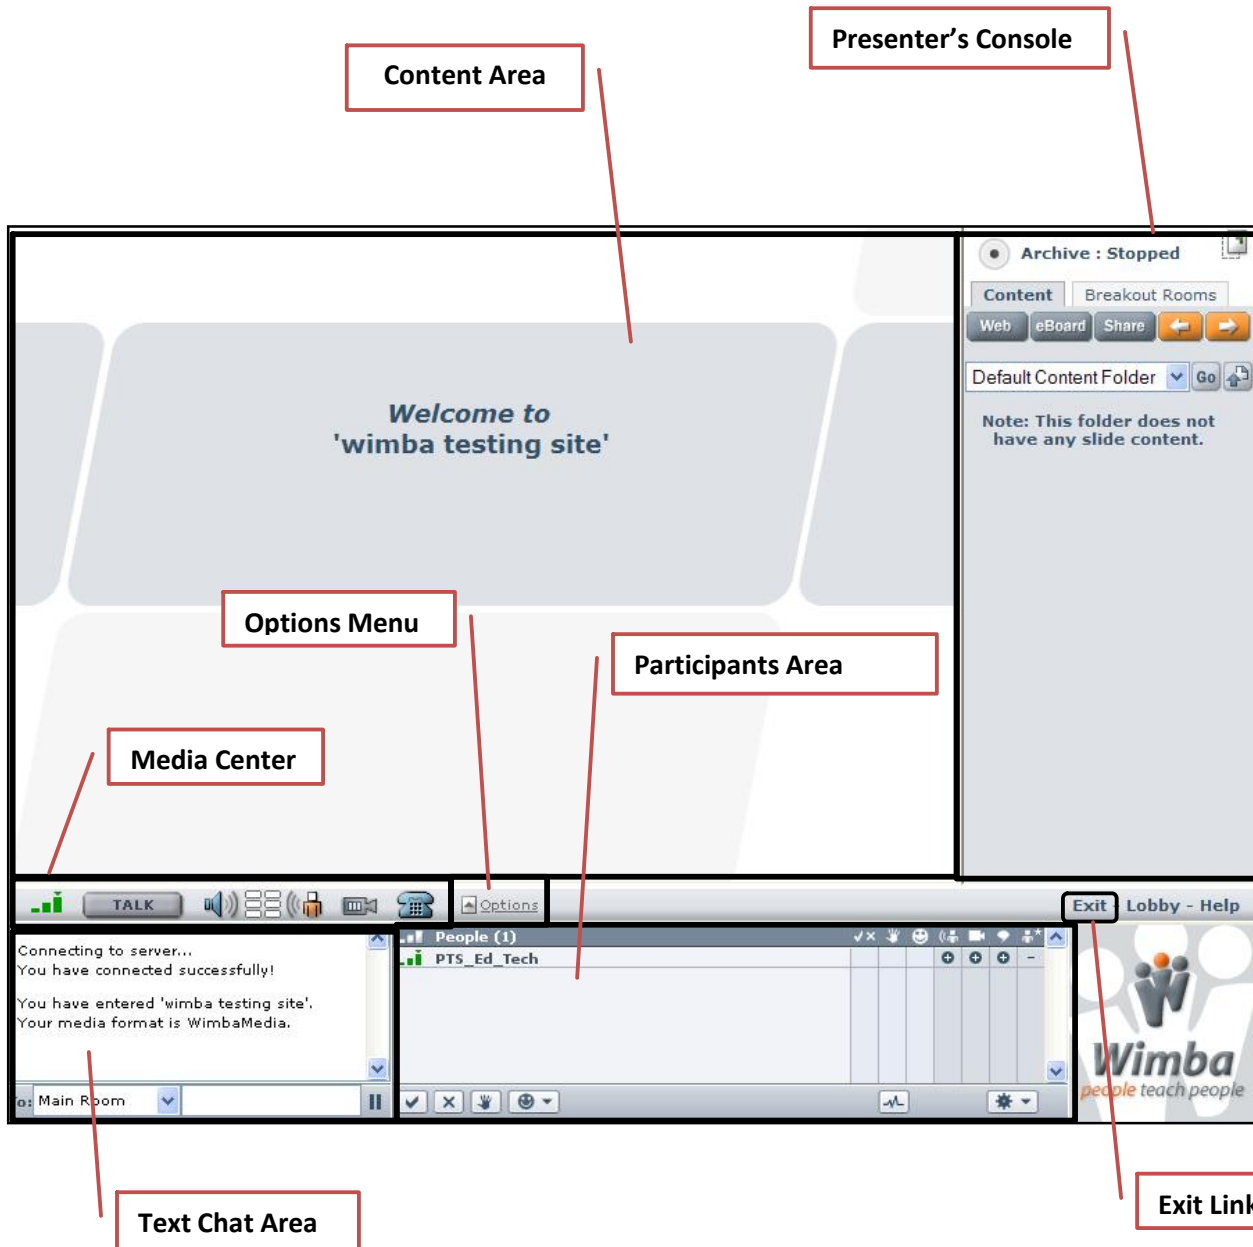 Presenter's Console
Content Area
Archive : Stopped
Content Breakout Rooms
Web eBoard Share
Default Content Folder Go
Note: This folder does not
have any slide content.
Welcome to
'wimba testing site'
Options Menu
Participants Area
Media Center
TALK Options Exit - Lobby - Help
Connecting to server...
You have connected successfully!
You have entered 'wimba testing site'.
Your media format is WimbaMedia.
To: Main Room
People (1)
PTS_Ed_Tech
Wimba
people teach people
Text Chat Area
Exit Link